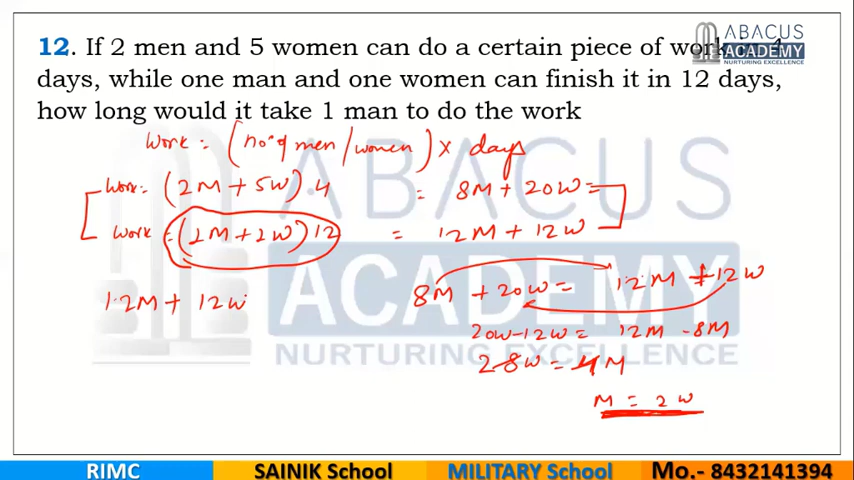 12. If 2 men and 5 women can do a certain piece of work 4
days, while one man and one women can finish it in 12 days,
how long would it take 1 man to do the work
ABACUS
ACADEMY
NURTURING EXCELLENCE
Work = (no. of men/women) × days
Work = (2M + 5W) 4 = 8M + 20W =
Work = (2M + 2W) 12 = 12M + 12W
12M + 12W
8M + 20W = 12M + 12W
20W - 12W = 12M - 8M
2 8W = 4M
M = 2W
ABACUS
ACADEMY
NURTURING EXCELLENCE
RIMC SAINIK School MILITARY School Mo.- 8432141394